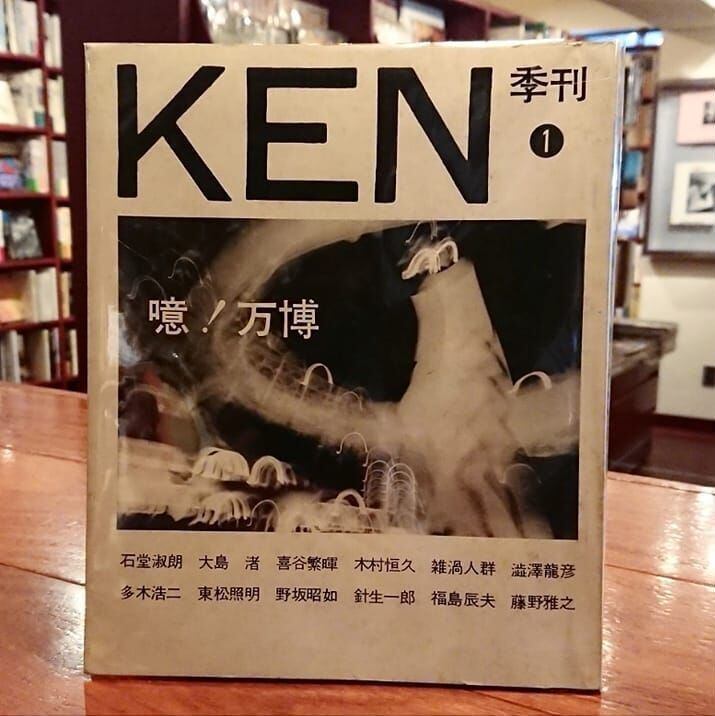 KEN
季刊
1
噫!万博
石堂淑朗 大島 渚 喜谷繁暉 木村恒久 雑渦人群 澁澤龍彦
多木浩二 東松照明 野坂昭如 針生一郎 福島辰夫 藤野雅之